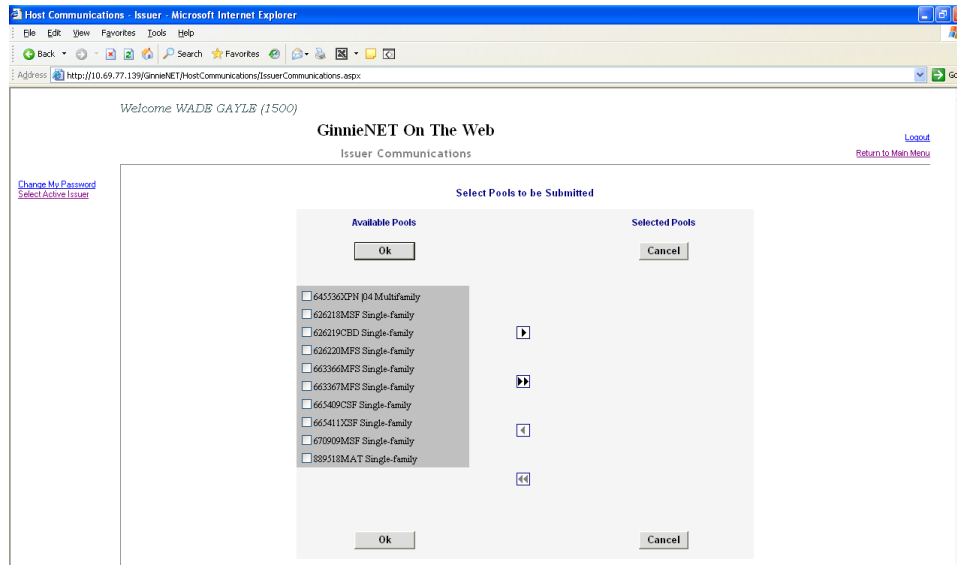 Host Communications - Issuer - Microsoft Internet Explorer
File Edit View Favorites Tools Help
Back Search Favorites
Address http://10.69.77.139/GinnieNET/HostCommunications/IssuerCommunications.aspx Go
Welcome WADE GAYLE (1500)
GinnieNET On The Web
Logout
Issuer Communications
Return to Main Menu
Change My Password
Select Active Issuer
Select Pools to be Submitted
Available Pools Selected Pools
Ok Cancel
645536XPN |04 Multifamily
626218MSF Single-family
626219CBD Single-family
626220MFS Single-family
663366MFS Single-family
663367MFS Single-family
665409CSF Single-family
665411XSF Single-family
670909MSF Single-family
889518MAT Single-family
Ok Cancel